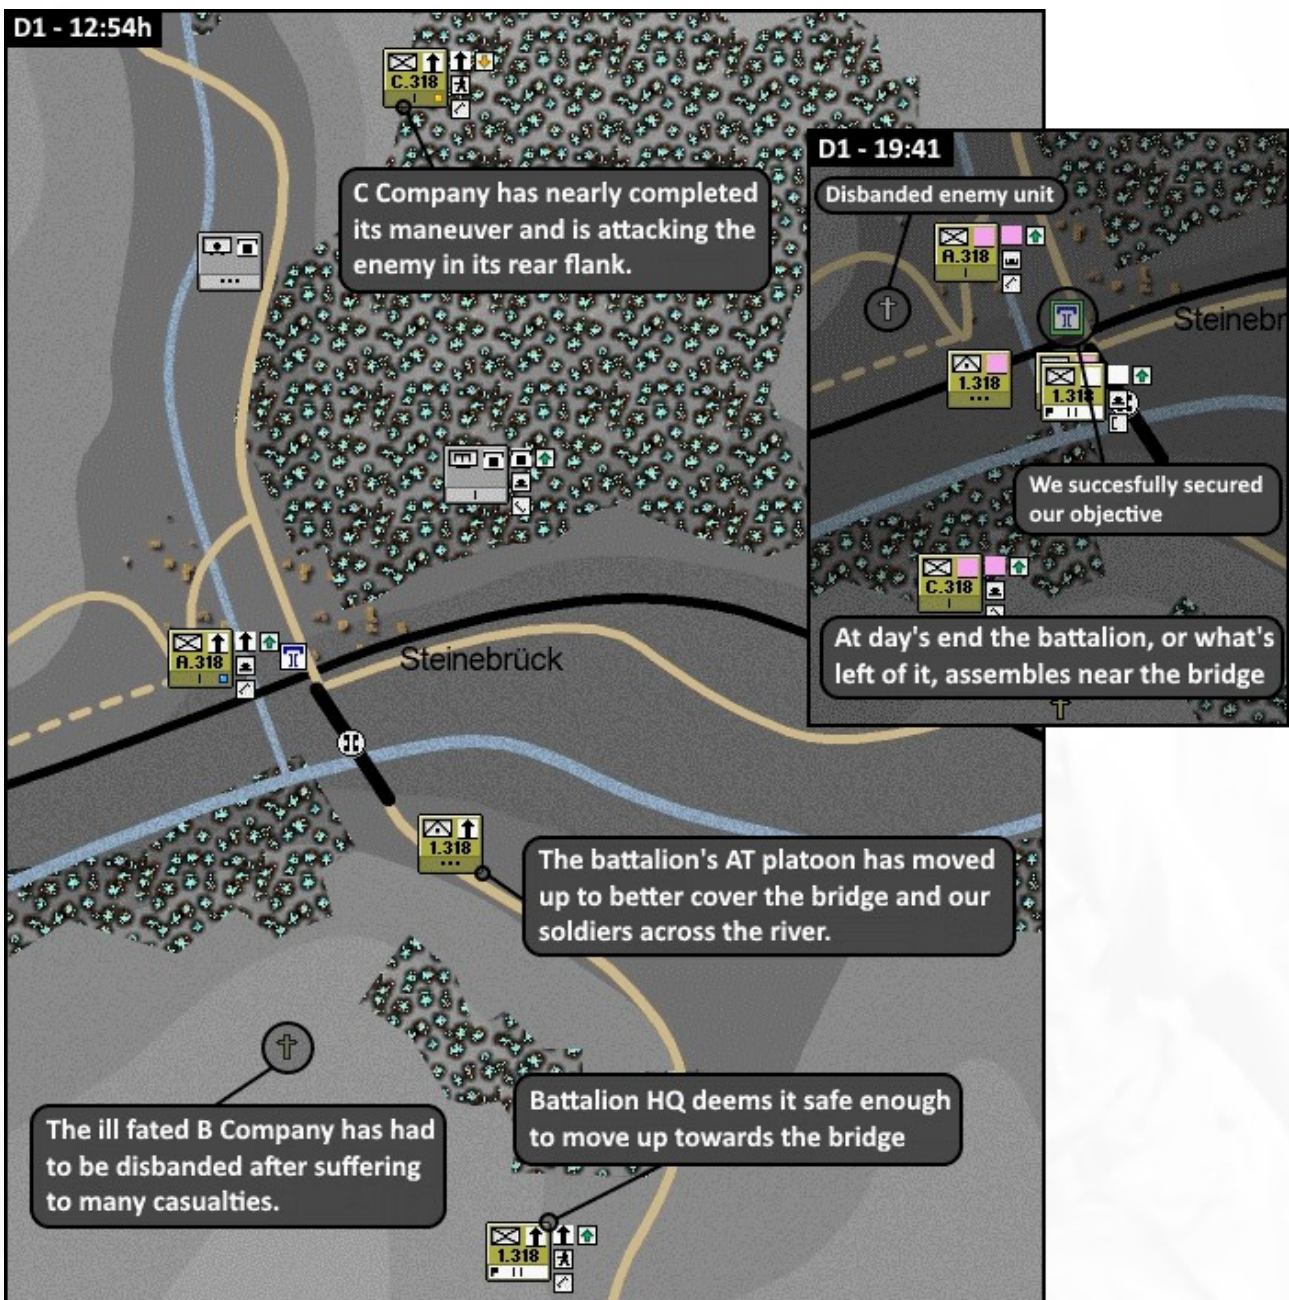 D1 - 12:54h
C.318
I
C Company has nearly completed
its maneuver and is attacking the
enemy in its rear flank.
I
A.318
I
Steinebrück
1.318
The battalion's AT platoon has moved
up to better cover the bridge and our
soldiers across the river.
The ill fated B Company has had
to be disbanded after suffering
to many casualties.
Battalion HQ deems it safe enough
to move up towards the bridge
1.318
II
D1 - 19:41
Disbanded enemy unit
A.318
I
Steinebr
1.318
1.318
II
We succesfully secured
our objective
C.318
I
At day's end the battalion, or what's
left of it, assembles near the bridge